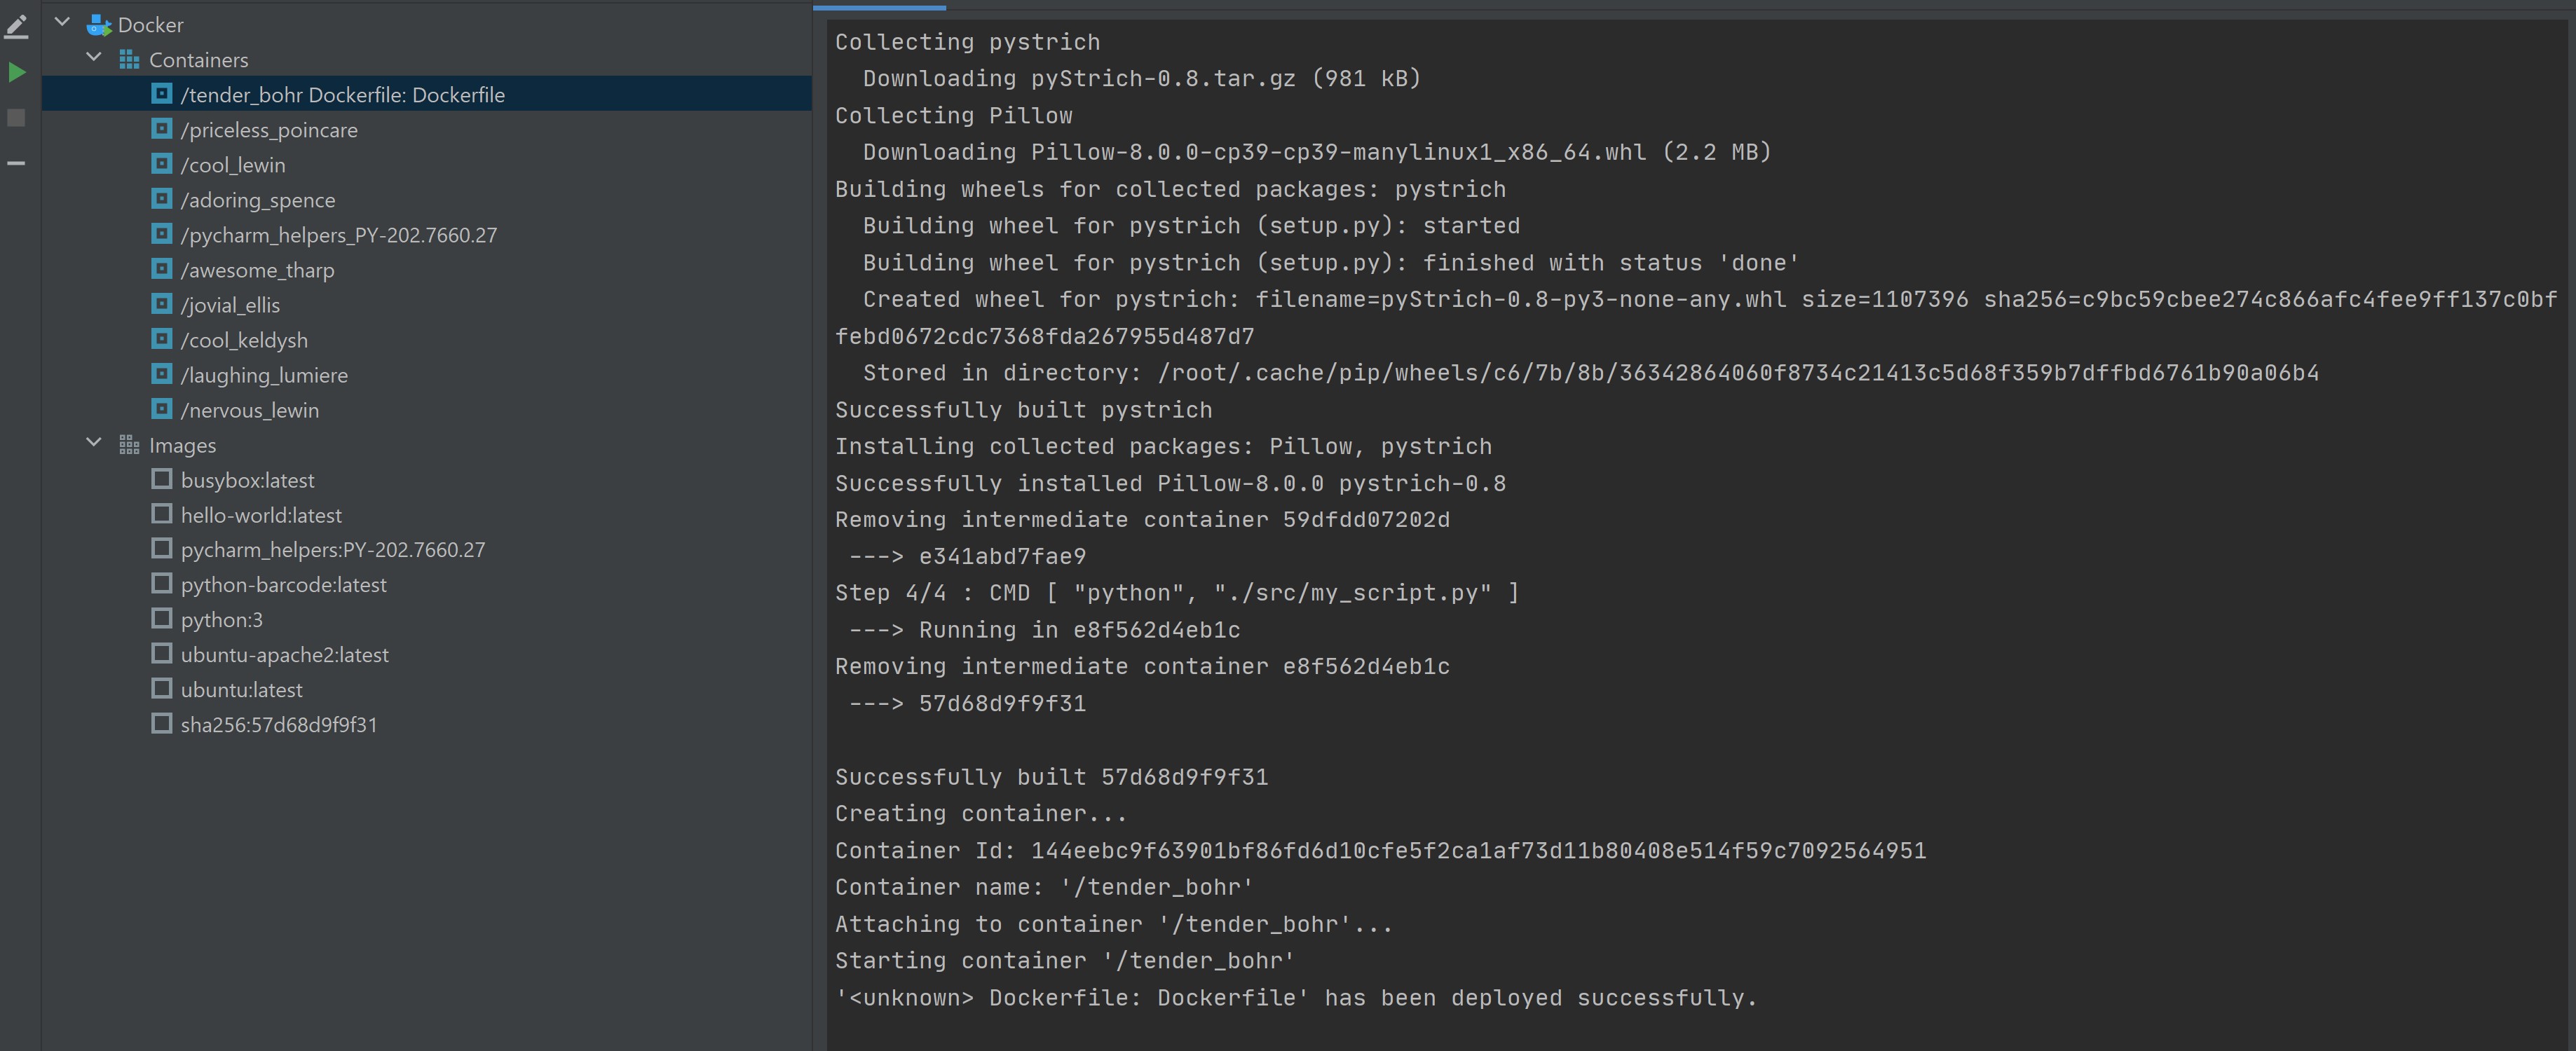 Docker
Containers
/tender_bohr Dockerfile: Dockerfile
/priceless_poincare
/cool_lewin
/adoring_spence
/pycharm_helpers_PY-202.7660.27
/awesome_tharp
/jovial_ellis
/cool_keldysh
/laughing_lumiere
/nervous_lewin
Images
busybox:latest
hello-world:latest
pycharm_helpers:PY-202.7660.27
python-barcode:latest
python:3
ubuntu-apache2:latest
ubuntu:latest
sha256:57d68d9f9f31
Collecting pystrich
  Downloading pyStrich-0.8.tar.gz (981 kB)
Collecting Pillow
  Downloading Pillow-8.0.0-cp39-cp39-manylinux1_x86_64.whl (2.2 MB)
Building wheels for collected packages: pystrich
  Building wheel for pystrich (setup.py): started
  Building wheel for pystrich (setup.py): finished with status 'done'
  Created wheel for pystrich: filename=pyStrich-0.8-py3-none-any.whl size=1107396 sha256=c9bc59cbee274c866afc4fee9ff137c0bf
febd0672cdc7368fda267955d487d7
  Stored in directory: /root/.cache/pip/wheels/c6/7b/8b/36342864060f8734c21413c5d68f359b7dffbd6761b90a06b4
Successfully built pystrich
Installing collected packages: Pillow, pystrich
Successfully installed Pillow-8.0.0 pystrich-0.8
Removing intermediate container 59dfdd07202d
 ---> e341abd7fae9
Step 4/4 : CMD [ "python", "./src/my_script.py" ]
 ---> Running in e8f562d4eb1c
Removing intermediate container e8f562d4eb1c
 ---> 57d68d9f9f31
Successfully built 57d68d9f9f31
Creating container...
Container Id: 144eebc9f63901bf86fd6d10cfe5f2ca1af73d11b80408e514f59c7092564951
Container name: '/tender_bohr'
Attaching to container '/tender_bohr'...
Starting container '/tender_bohr'
'<unknown> Dockerfile: Dockerfile' has been deployed successfully.